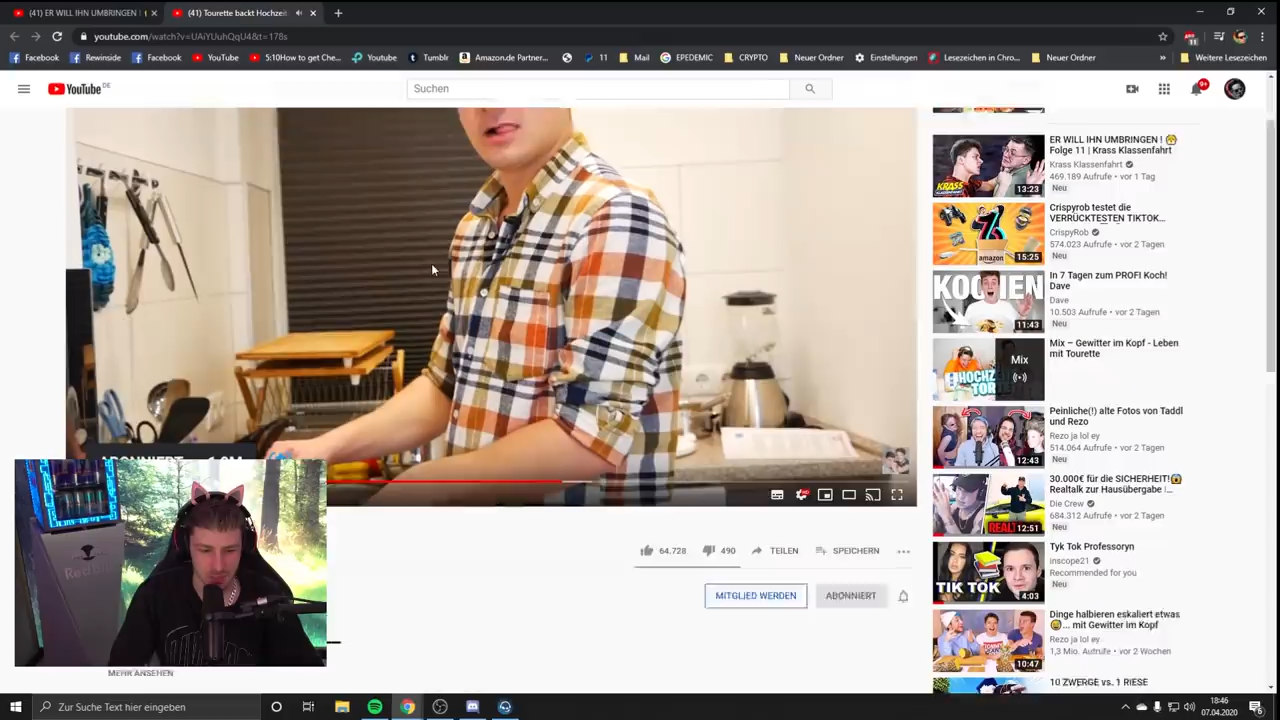 (41) ER WILL IHN UMBRINGEN !
(41) Tourette backt Hochzeit
youtube.com/watch?v=UAiYUuhQqU4&t=178s
11
Facebook
Rewinside
Facebook
YouTube
5:10How to get Che...
Youtube
Tumblr
Amazon.de Partner...
11
Mail
EPEDEMIC
CRYPTO
Neuer Ordner
Einstellungen
Lesezeichen in Chro...
Neuer Ordner
»
Weitere Lesezeichen
YouTube DE
Suchen
9+
ER WILL IHN UMBRINGEN !
Folge 11 | Krass Klassenfahrt
Krass Klassenfahrt
469.189 Aufrufe • vor 1 Tag
Neu
KRASS
13:23
Crispyrob testet die
VERRÜCKTESTEN TIKTOK...
CrispyRob
574.023 Aufrufe • vor 2 Tagen
Neu
amazon
15:25
In 7 Tagen zum PROFI Koch!
Dave
Dave
10.503 Aufrufe • vor 2 Tagen
Neu
KOCHEN
11:43
Mix – Gewitter im Kopf - Leben
mit Tourette
HOCHZ
TOR
Mix
Peinliche(!) alte Fotos von Taddl
und Rezo
Rezo ja lol ey
514.064 Aufrufe • vor 2 Tagen
Neu
12:43
30.000€ für die SICHERHEIT!
Realtalk zur Hausübergabe |...
Die Crew
684.312 Aufrufe • vor 2 Tagen
Neu
REAL
12:51
Tyk Tok Professoryn
inscope21
Recommended for you
Neu
TIK TOK
4:03
Dinge halbieren eskaliert etwas
... mit Gewitter im Kopf
Rezo ja lol ey
1,3 Mio. Aufrufe • vor 2 Wochen
10:47
10 ZWERGE vs. 1 RIESE
64.728
490
TEILEN
SPEICHERN
MITGLIED WERDEN
ABONNIERT
MEHR ANSEHEN
Zur Suche Text hier eingeben
18:46
07.04.2020
6